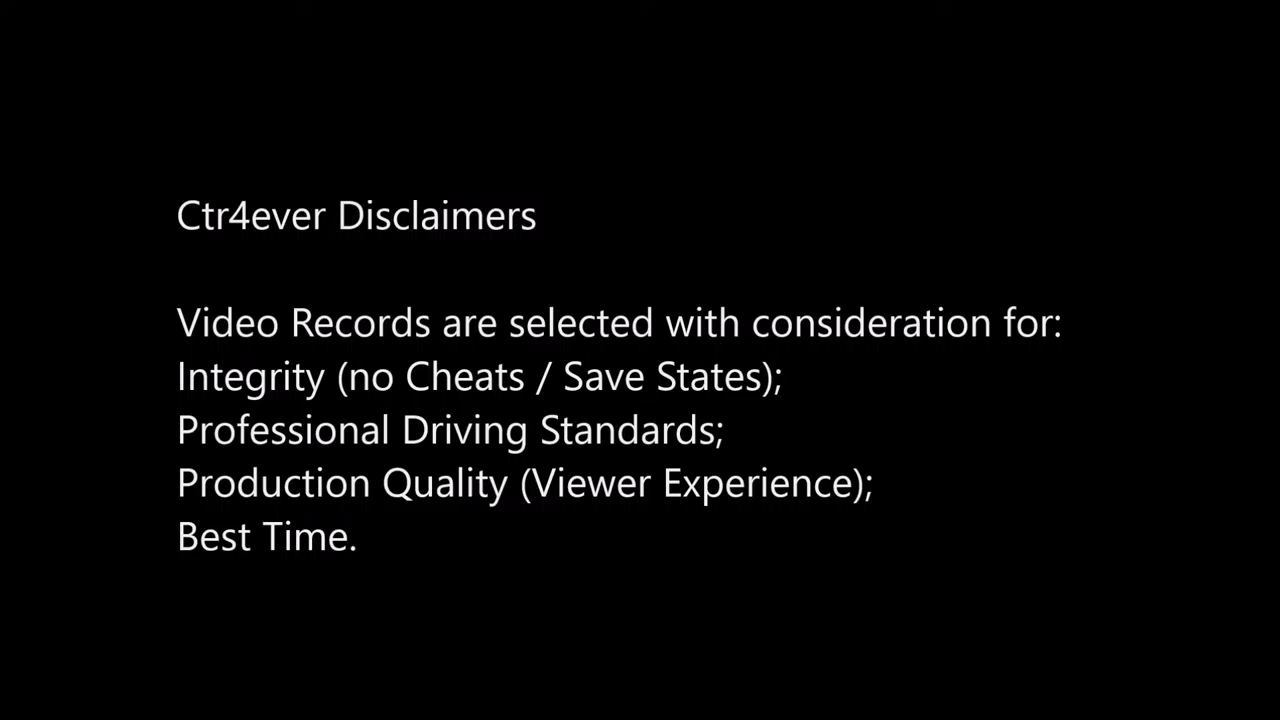 Ctr4ever Disclaimers
Video Records are selected with consideration for:
Integrity (no Cheats / Save States);
Professional Driving Standards;
Production Quality (Viewer Experience);
Best Time.